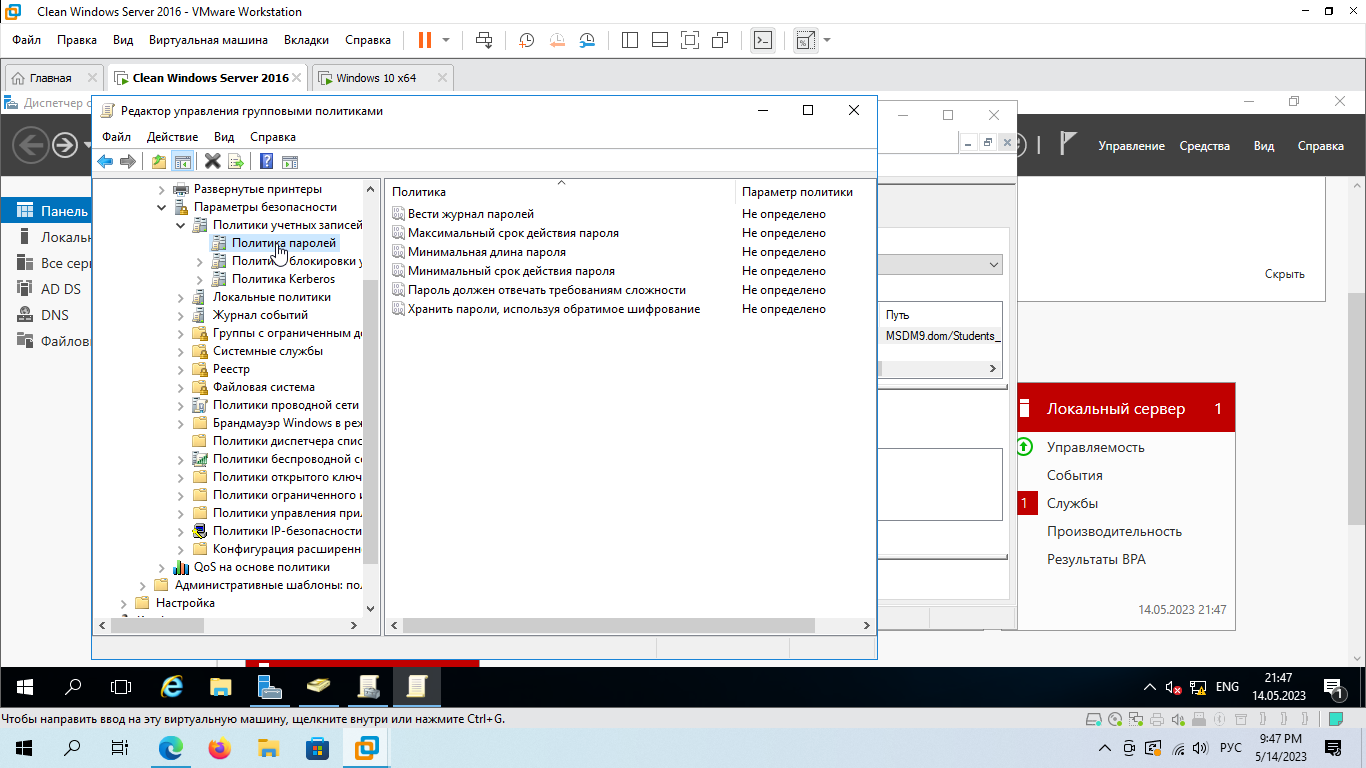 Clean Windows Server 2016 - VMware Workstation
Файл Правка Вид Виртуальная машина Вкладки Справка
Главная Clean Windows Server 2016 Windows 10 x64
Диспетчер
Редактор управления групповыми политиками
Файл Действие Вид Справка
Управление Средства Вид Справка
Панель
Локаль
Все сер
AD DS
DNS
Файлов
Развернутые принтеры
Параметры безопасности
Политики учетных записей
Политика паролей
блокировки
Политика Kerberos
Локальные политики
Журнал событий
Группы с ограниченным
Системные службы
Реестр
Файловая система
Политики проводной сети
Брандмауэр Windows в
Политики диспетчера
Политики беспроводной
Политики открытого
Политики ограниченного
Политики управления
Политики IP-безопасности
Конфигурация
QoS на основе политики
Административные шаблоны:
Настройка
Политика Параметр политики
Вести журнал паролей Не определено
Максимальный срок действия пароля Не определено
Минимальная длина пароля Не определено
Минимальный срок действия пароля Не определено
Пароль должен отвечать требованиям сложности Не определено
Хранить пароли, используя обратимое шифрование Не определено
Путь
MSDM9.dom/Students_
Скрыть
Локальный сервер 1
Управляемость
События
1 Службы
Производительность
Результаты BPA
14.05.2023 21:47
ENG
21:47
14.05.2023
1
Чтобы направить ввод на эту виртуальную машину, щелкните внутри или нажмите Ctrl+G.
РУС
9:47 PM
5/14/2023